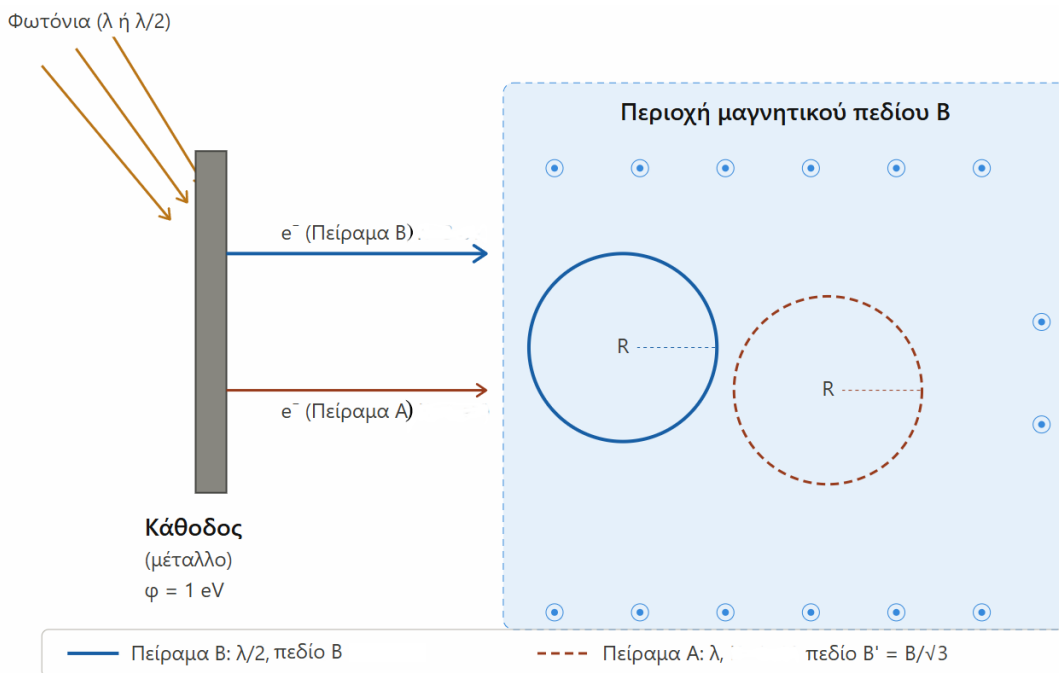 Φωτόνια (λ ή λ/2)
Περιοχή μαγνητικού πεδίου B
e⁻ (Πείραμα B)
R
R
e⁻ (Πείραμα A)
Κάθοδος
(μέταλλο)
φ = 1 eV
Πείραμα B: λ/2, πεδίο B
Πείραμα A: λ, πεδίο B' = B/√3